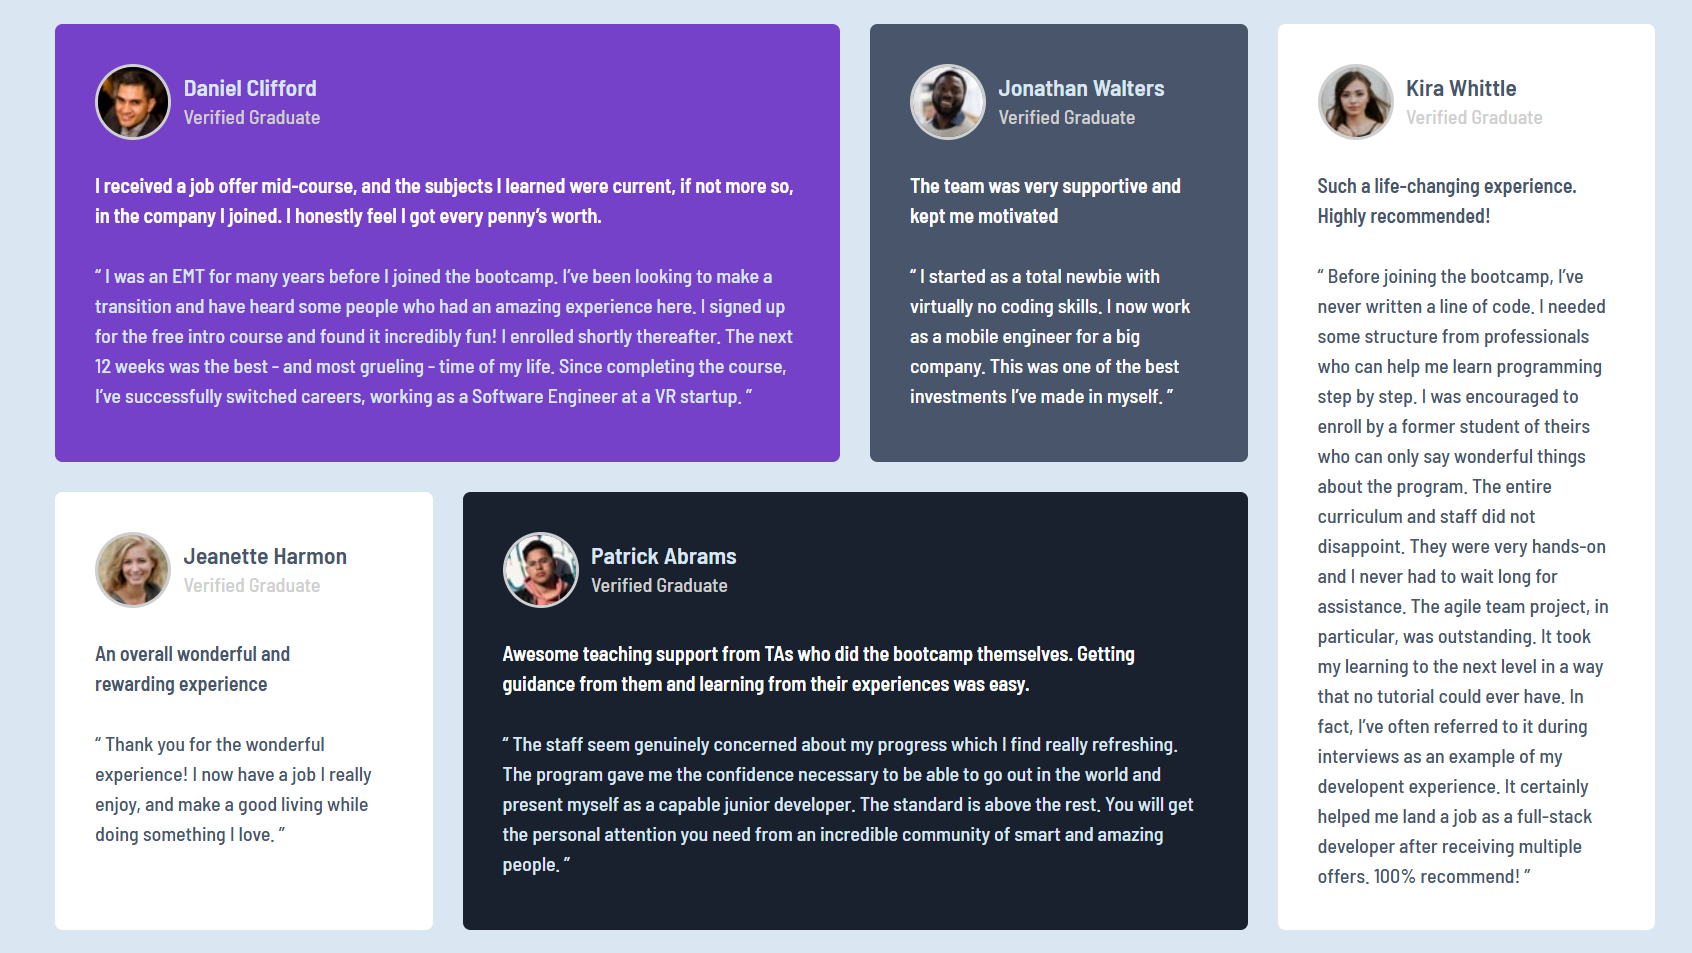 Daniel Clifford
Verified Graduate
I received a job offer mid-course, and the subjects I learned were current, if not more so,
in the company I joined. I honestly feel I got every penny’s worth.
“ I was an EMT for many years before I joined the bootcamp. I’ve been looking to make a
transition and have heard some people who had an amazing experience here. I signed up
for the free intro course and found it incredibly fun! I enrolled shortly thereafter. The next
12 weeks was the best - and most grueling - time of my life. Since completing the course,
I’ve successfully switched careers, working as a Software Engineer at a VR startup. ”
Jonathan Walters
Verified Graduate
The team was very supportive and
kept me motivated
“ I started as a total newbie with
virtually no coding skills. I now work
as a mobile engineer for a big
company. This was one of the best
investments I’ve made in myself. ”
Kira Whittle
Verified Graduate
Such a life-changing experience.
Highly recommended!
“ Before joining the bootcamp, I’ve
never written a line of code. I needed
some structure from professionals
who can help me learn programming
step by step. I was encouraged to
enroll by a former student of theirs
who can only say wonderful things
about the program. The entire
curriculum and staff did not
disappoint. They were very hands-on
and I never had to wait long for
assistance. The agile team project, in
particular, was outstanding. It took
my learning to the next level in a way
that no tutorial could ever have. In
fact, I’ve often referred to it during
interviews as an example of my
developent experience. It certainly
helped me land a job as a full-stack
developer after receiving multiple
offers. 100% recommend! ”
Jeanette Harmon
Verified Graduate
An overall wonderful and
rewarding experience
“ Thank you for the wonderful
experience! I now have a job I really
enjoy, and make a good living while
doing something I love. ”
Patrick Abrams
Verified Graduate
Awesome teaching support from TAs who did the bootcamp themselves. Getting
guidance from them and learning from their experiences was easy.
“ The staff seem genuinely concerned about my progress which I find really refreshing.
The program gave me the confidence necessary to be able to go out in the world and
present myself as a capable junior developer. The standard is above the rest. You will get
the personal attention you need from an incredible community of smart and amazing
people. ”